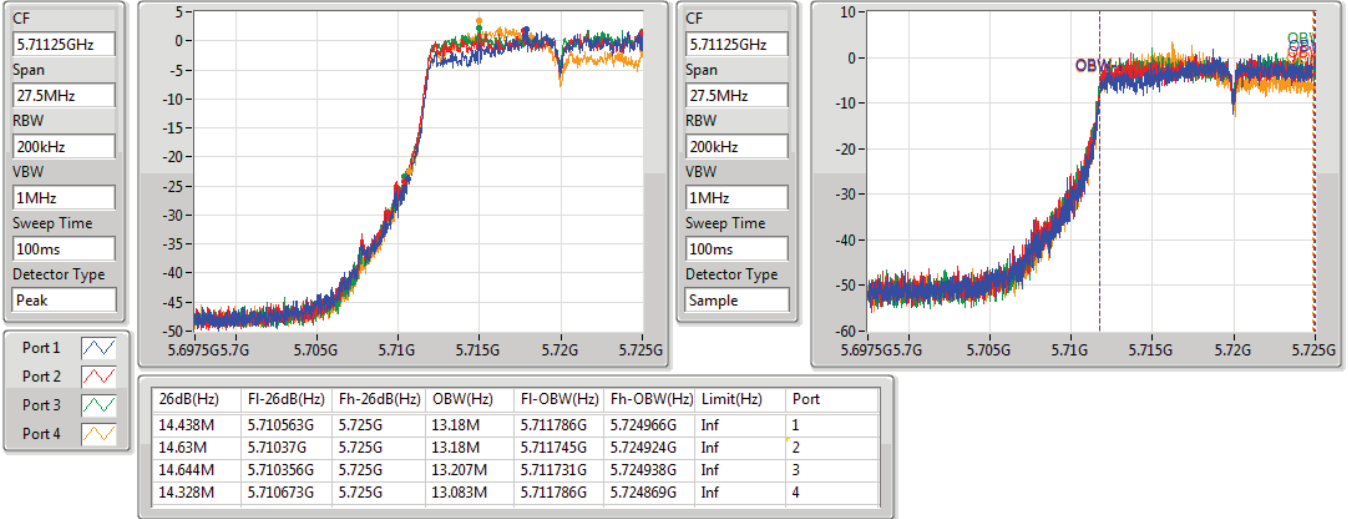 CF
5.71125GHz
Span
27.5MHz
RBW
200kHz
VBW
1MHz
Sweep Time
100ms
Detector Type
Peak
5
0
-5
-10
-15
-20
-25
-30
-35
-40
-45
-50
5.6975G 5.7G 5.705G 5.71G 5.715G 5.72G 5.725G
CF
5.71125GHz
Span
27.5MHz
RBW
200kHz
VBW
1MHz
Sweep Time
100ms
Detector Type
Sample
10
0
-10
-20
-30
-40
-50
-60
OBW
5.6975G 5.7G 5.705G 5.71G 5.715G 5.72G 5.725G
Port 1
Port 2
Port 3
Port 4
26dB(Hz) Fl-26dB(Hz) Fh-26dB(Hz) OBW(Hz) Fl-OBW(Hz) Fh-OBW(Hz) Limit(Hz) Port
14.438M 5.710563G 5.725G 13.18M 5.711786G 5.724966G Inf 1
14.63M 5.71037G 5.725G 13.18M 5.711745G 5.724924G Inf 2
14.644M 5.710356G 5.725G 13.207M 5.711731G 5.724938G Inf 3
14.328M 5.710673G 5.725G 13.083M 5.711786G 5.724869G Inf 4